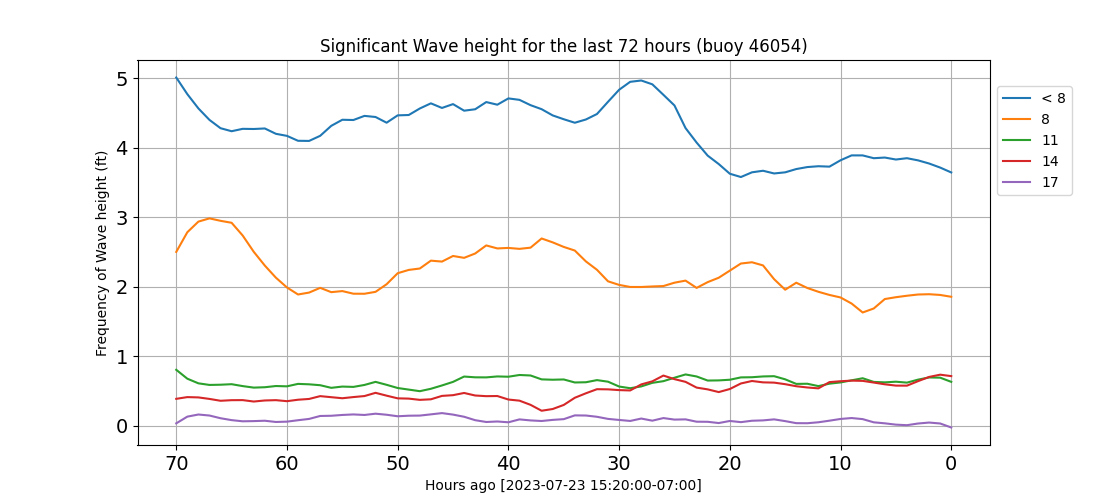 Significant Wave height for the last 72 hours (buoy 46054)
Frequency of Wave height (ft)
5
4
3
2
1
0
70 60 50 40 30 20 10 0
Hours ago [2023-07-23 15:20:00-07:00]
< 8
8
11
14
17